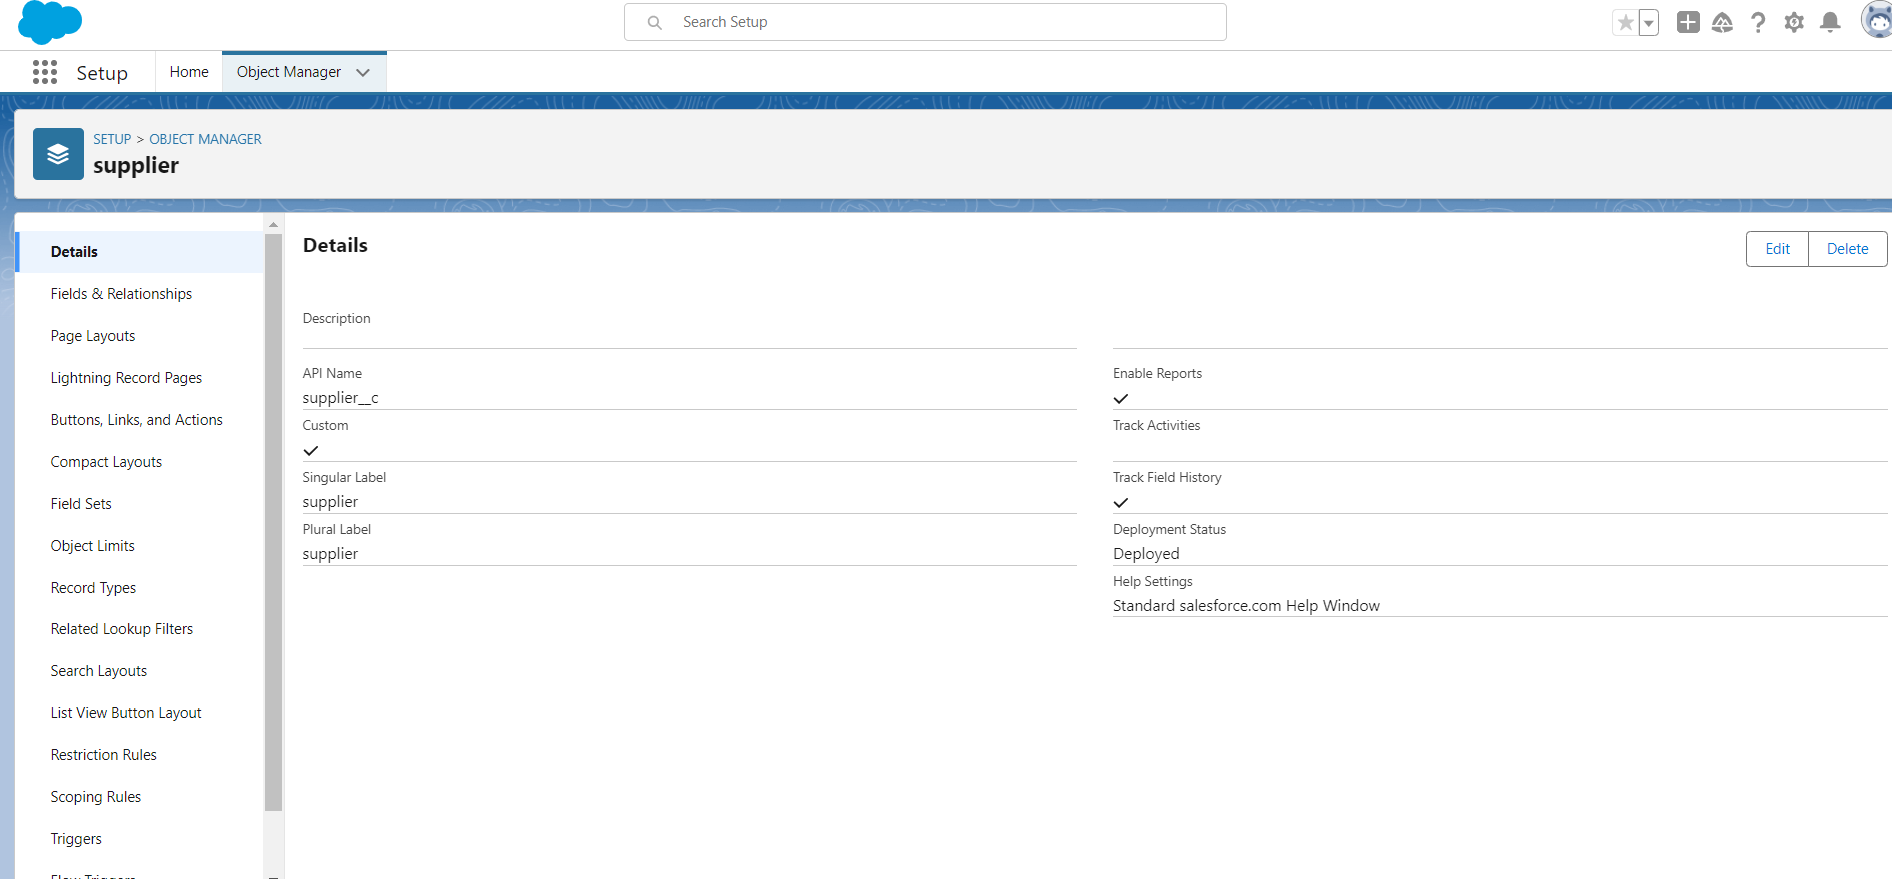 Search Setup
Setup
Home
Object Manager
SETUP > OBJECT MANAGER
supplier
Details
Fields & Relationships
Page Layouts
Lightning Record Pages
Buttons, Links, and Actions
Compact Layouts
Field Sets
Object Limits
Record Types
Related Lookup Filters
Search Layouts
List View Button Layout
Restriction Rules
Scoping Rules
Triggers
Flow Triggers
Details
Edit
Delete
Description
API Name
supplier__c
Custom
Singular Label
supplier
Plural Label
supplier
Enable Reports
Track Activities
Track Field History
Deployment Status
Deployed
Help Settings
Standard salesforce.com Help Window